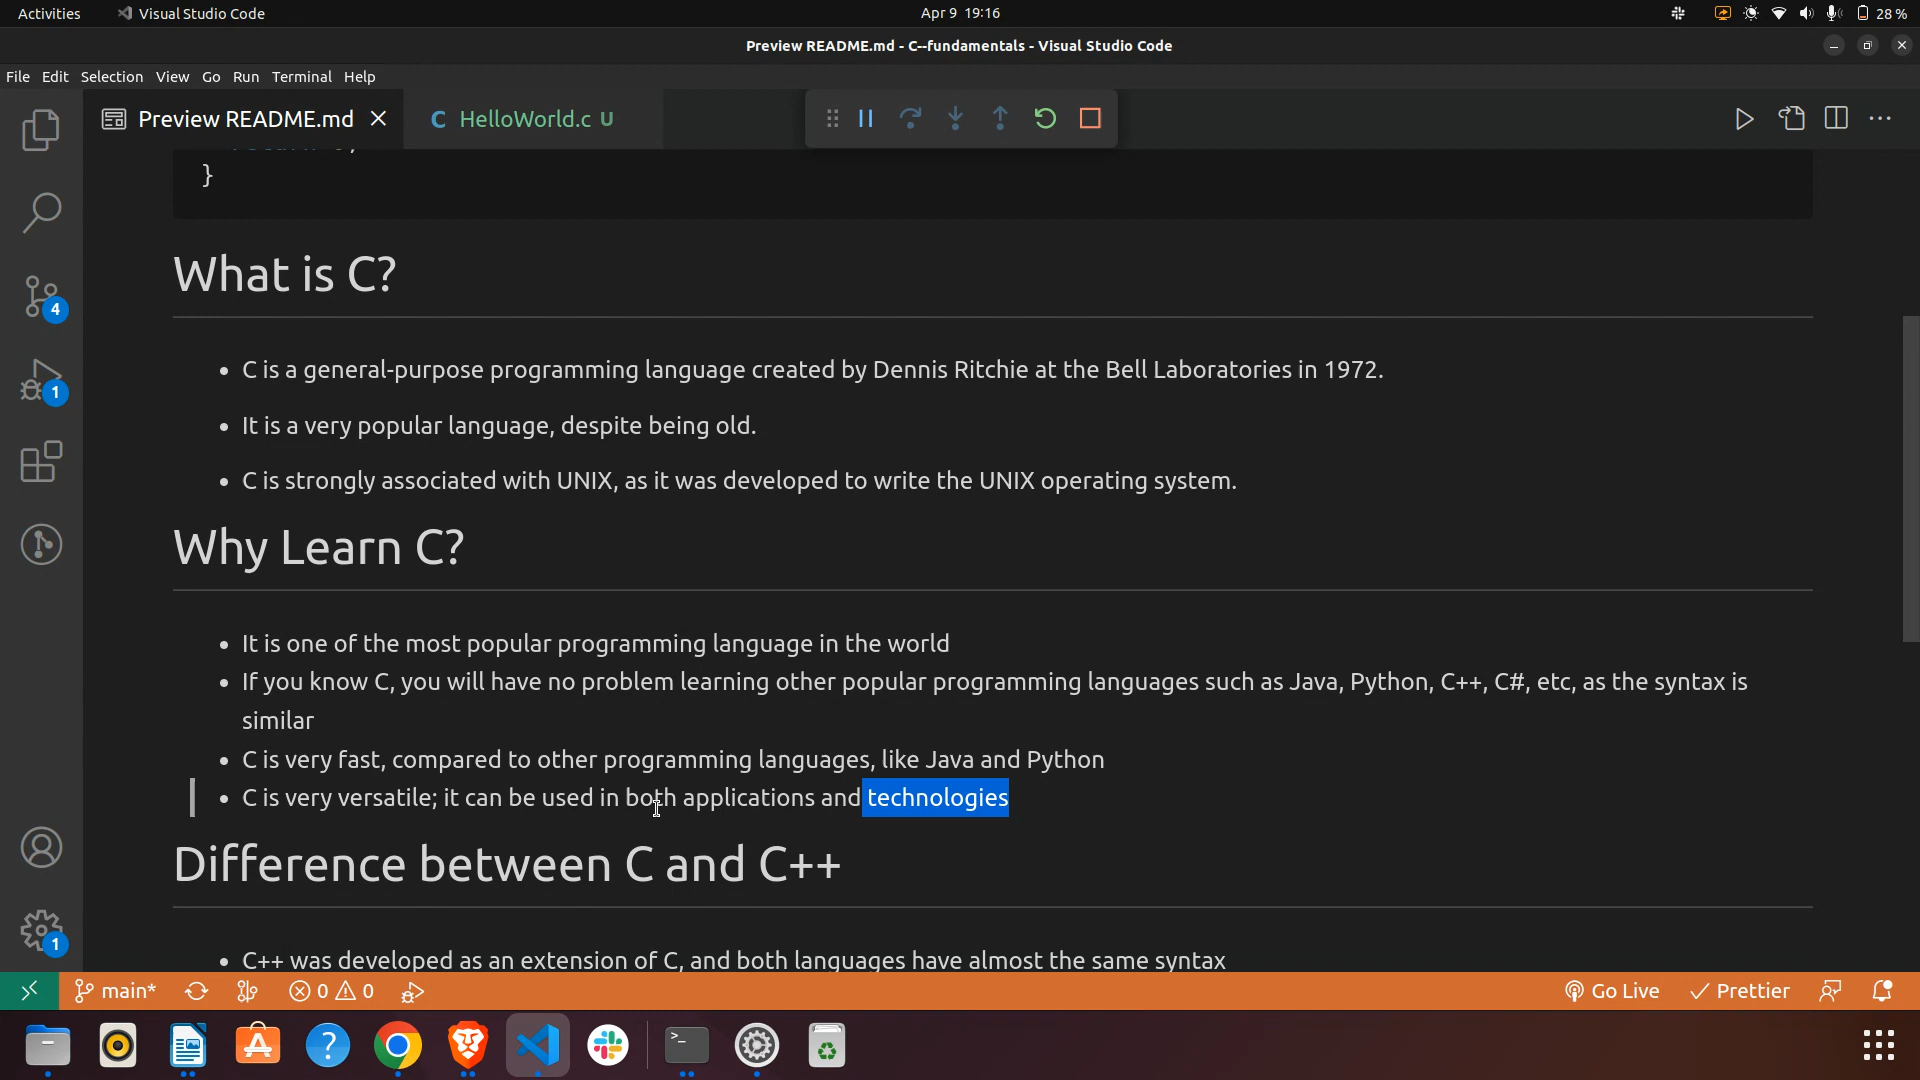 Activities Visual Studio Code Apr 9 19:16 28 %
Preview README.md - C--fundamentals - Visual Studio Code
File Edit Selection View Go Run Terminal Help
Preview README.md C HelloWorld.c U
}
What is C?
• C is a general-purpose programming language created by Dennis Ritchie at the Bell Laboratories in 1972.
• It is a very popular language, despite being old.
• C is strongly associated with UNIX, as it was developed to write the UNIX operating system.
4
Why Learn C?
1
• It is one of the most popular programming language in the world
• If you know C, you will have no problem learning other popular programming languages such as Java, Python, C++, C#, etc, as the syntax is
similar
• C is very fast, compared to other programming languages, like Java and Python
• C is very versatile; it can be used in both applications and technologies
Difference between C and C++
1
• C++ was developed as an extension of C, and both languages have almost the same syntax
main* 0 0 Go Live Prettier